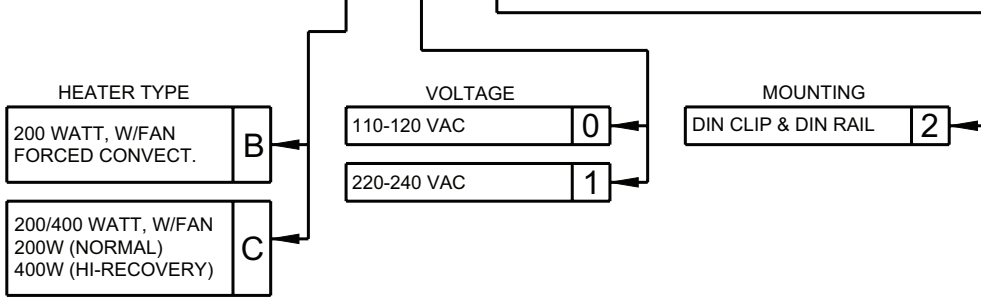 HEATER TYPE
200 WATT, W/FAN
FORCED CONVECT.
B
200/400 WATT, W/FAN
200W (NORMAL)
400W (HI-RECOVERY)
C
VOLTAGE
110-120 VAC
0
220-240 VAC
1
MOUNTING
DIN CLIP & DIN RAIL
2